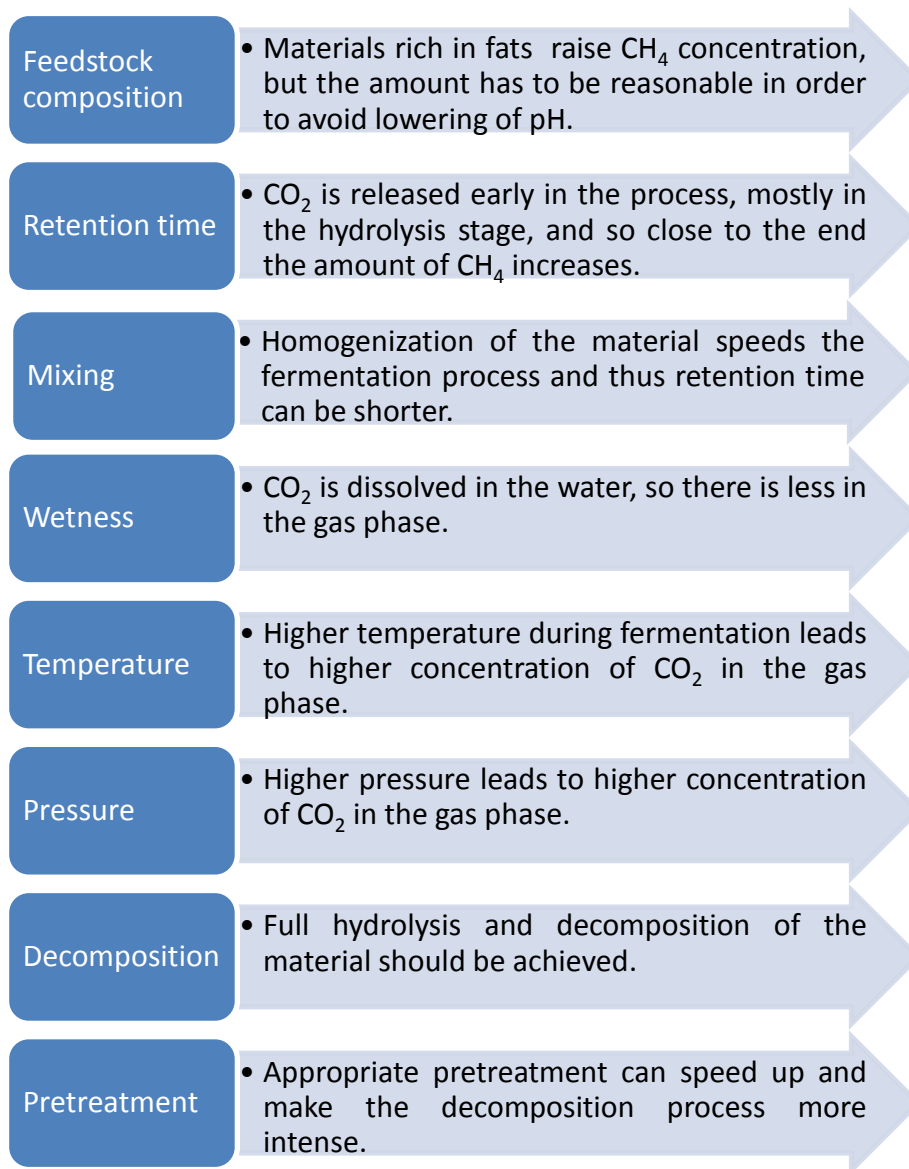 Feedstock
composition
• Materials rich in fats raise CH₄ concentration,
but the amount has to be reasonable in order
to avoid lowering of pH.
Retention time
• CO₂ is released early in the process, mostly in
the hydrolysis stage, and so close to the end
the amount of CH₄ increases.
Mixing
• Homogenization of the material speeds the
fermentation process and thus retention time
can be shorter.
Wetness
• CO₂ is dissolved in the water, so there is less in
the gas phase.
Temperature
• Higher temperature during fermentation leads
to higher concentration of CO₂ in the gas
phase.
Pressure
• Higher pressure leads to higher concentration
of CO₂ in the gas phase.
Decomposition
• Full hydrolysis and decomposition of the
material should be achieved.
Pretreatment
• Appropriate pretreatment can speed up and
make the decomposition process more
intense.